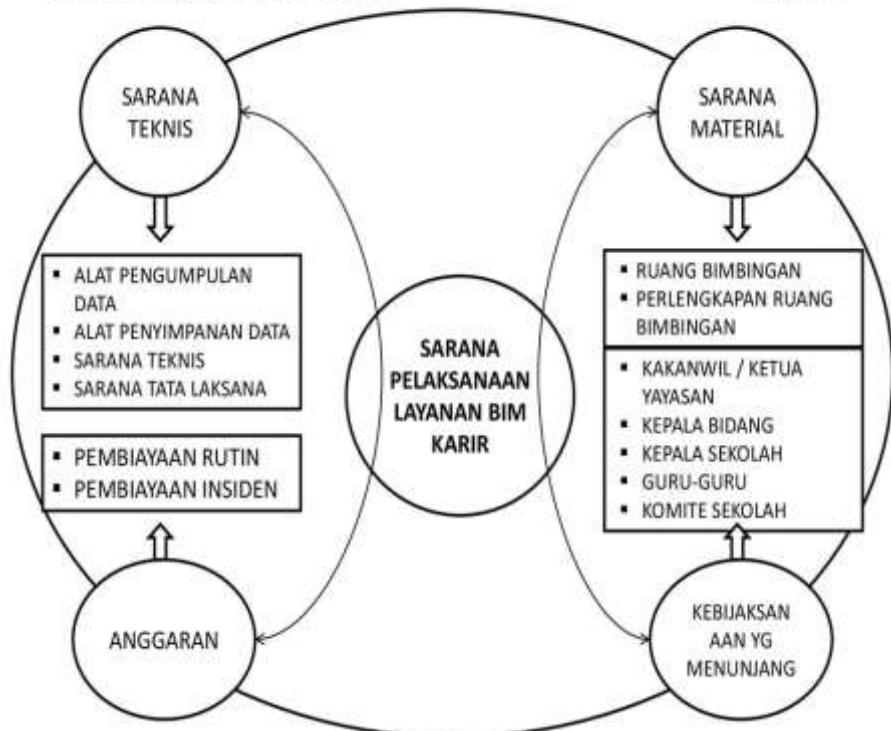 SARANA
TEKNIS
SARANA
MATERIAL
▪ ALAT PENGUMPULAN
DATA
▪ ALAT PENYIMPANAN DATA
▪ SARANA TEKNIS
▪ SARANA TATA LAKSANA
▪ RUANG BIMBINGAN
▪ PERLENGKAPAN RUANG
BIMBINGAN
SARANA
PELAKSANAAN
LAYANAN BIM
KARIR
▪ KAKANWIL / KETUA
YAYASAN
▪ KEPALA BIDANG
▪ KEPALA SEKOLAH
▪ GURU-GURU
▪ KOMITE SEKOLAH
▪ PEMBIAYAAN RUTIN
▪ PEMBIAYAAN INSIDEN
ANGGARAN
KEBIJAKSAN
AAN YG
MENUNJANG